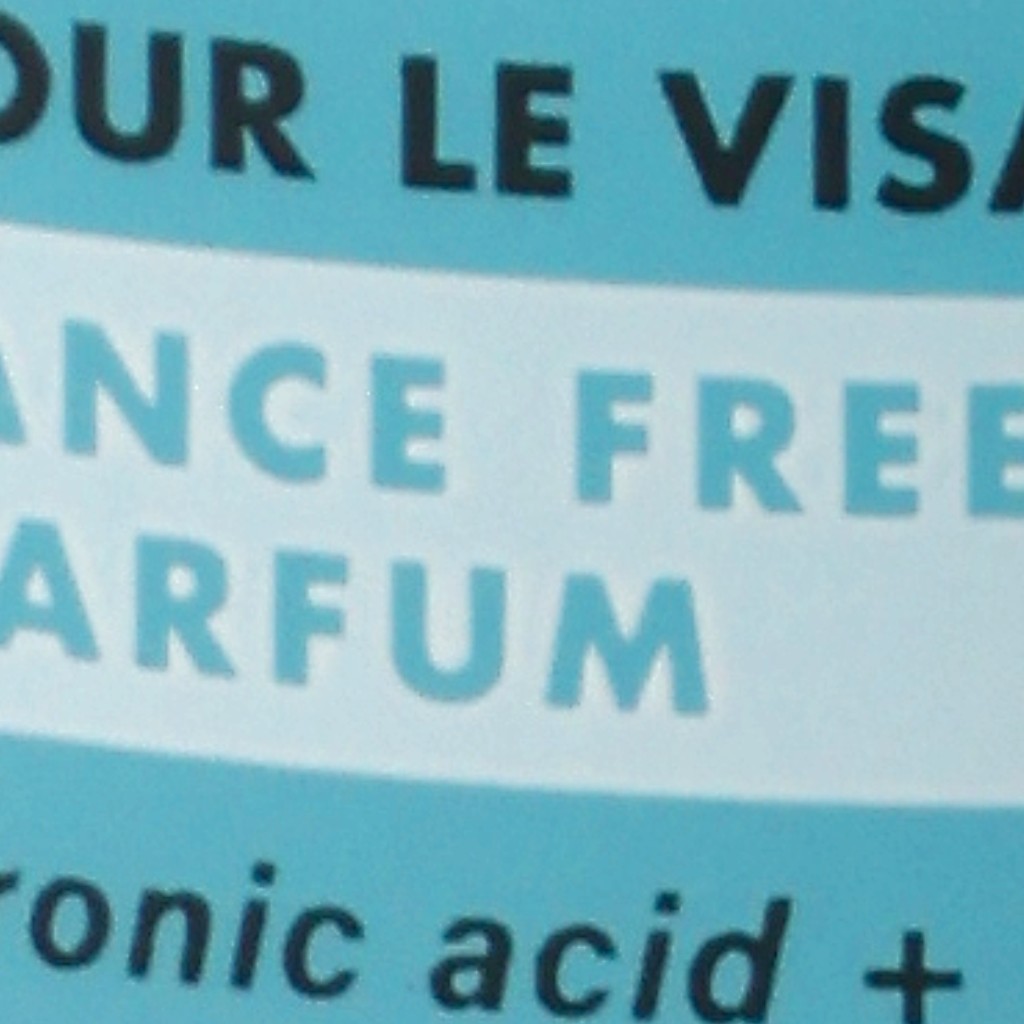 OUR LE VISA
ANCE FREE
ARFUM
ronic acid +